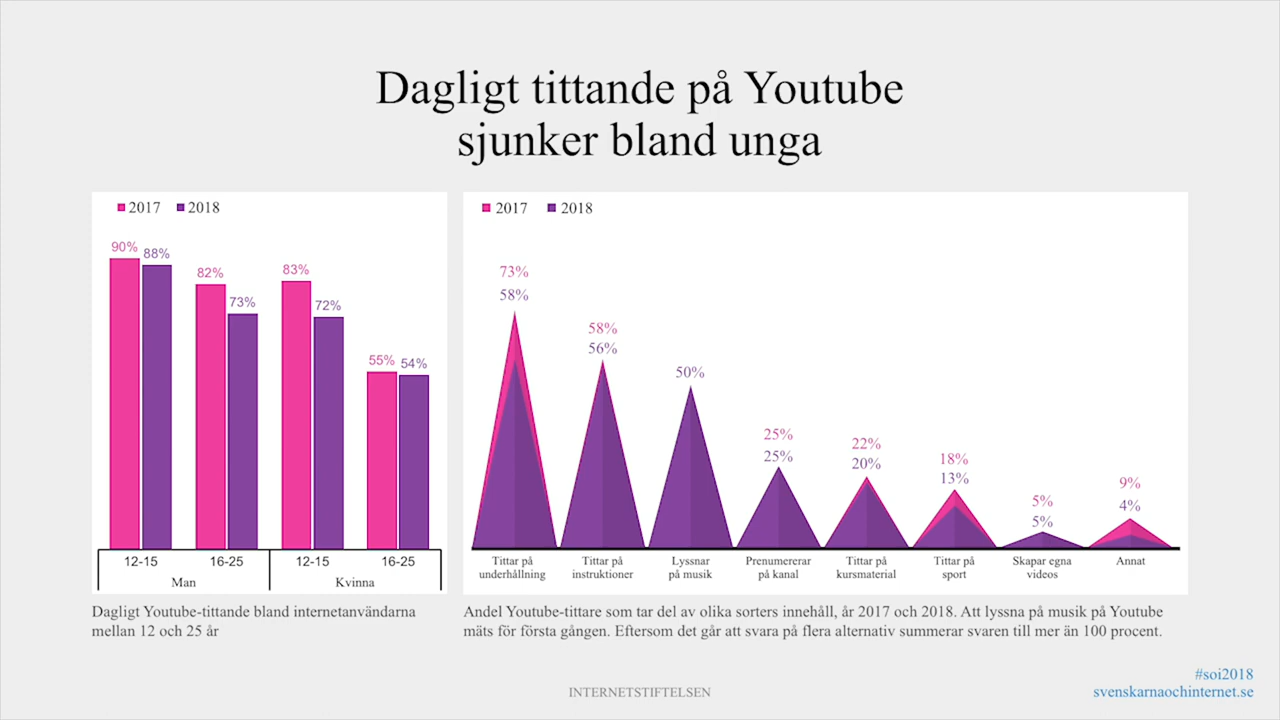 Dagligt tittande på Youtube
sjunker bland unga
2017 2018
90% 88% 82% 73% 83% 72% 55% 54%
12-15 16-25 12-15 16-25
Man Kvinna
Dagligt Youtube-tittande bland internetanvändarna
mellan 12 och 25 år
2017 2018
73% 58% 50% 25% 22% 18% 5% 9%
58% 56% 25% 20% 13% 5% 4%
Tittar på Tittar på Lyssnar Prenumererar Tittar på Tittar på Skapar egna Annat
underhållning instruktioner på musik på kanal kursmaterial sport videos
Andel Youtube-tittare som tar del av olika sorters innehåll, år 2017 och 2018. Att lyssna på musik på Youtube
mäts för första gången. Eftersom det går att svara på flera alternativ summerar svaren till mer än 100 procent.
#soi2018
INTERNETSTIFTELSEN
svenskarnaochinternet.se